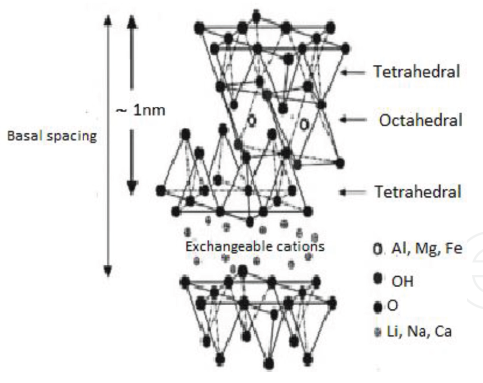 Tetrahedral
~ 1nm
Octahedral
Basal spacing
Tetrahedral
Exchangeable cations
Al, Mg, Fe
OH
O
Li, Na, Ca